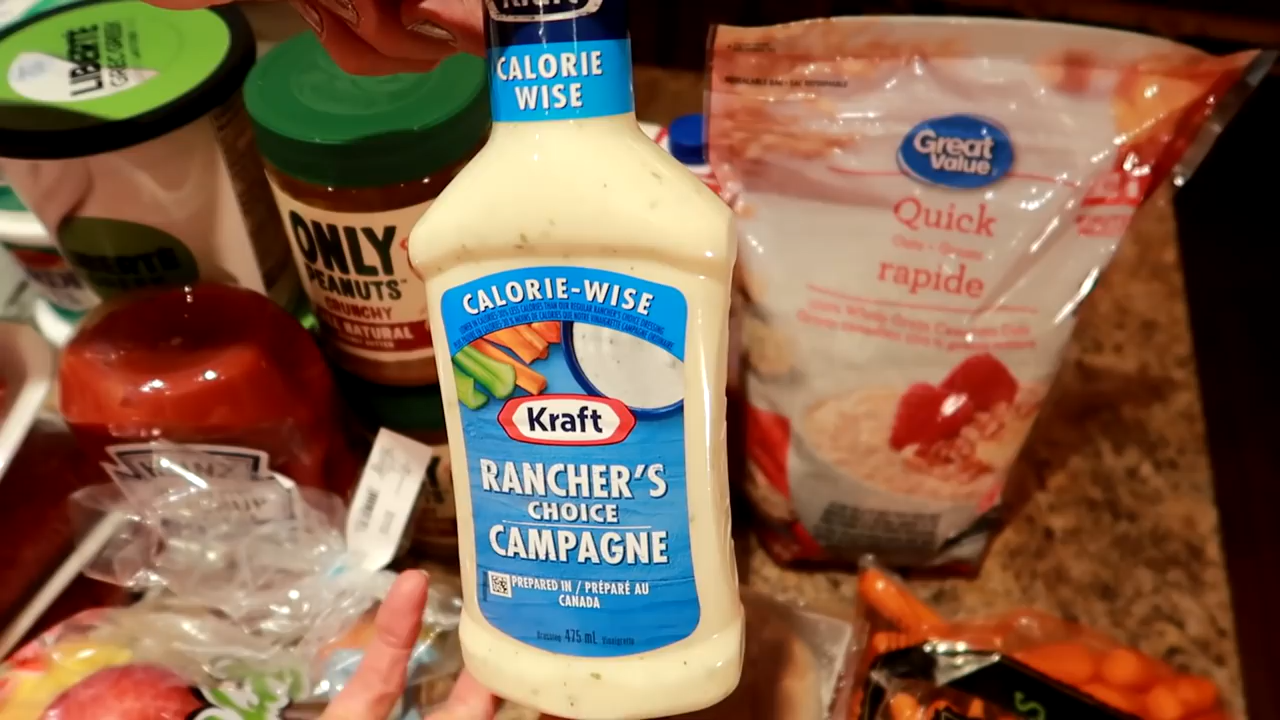 Kraft
CALORIE
WISE
CALORIE-WISE
Kraft
RANCHER'S
CHOICE
CAMPAGNE
PREPARED IN / PRÉPARÉ AU
CANADA
475 mL
LIBERTÉ
ONLY
PEANUTS
CRUNCHY
NATURAL
Great
Value
Quick
rapide